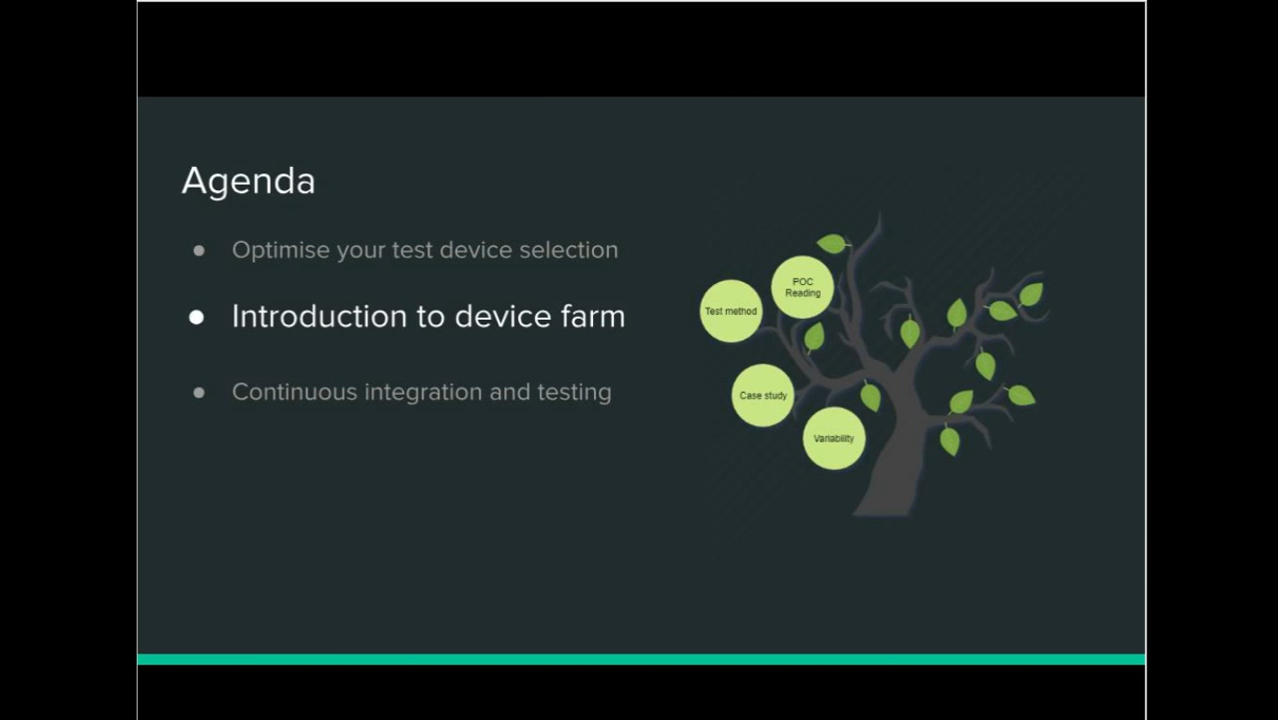 Agenda
● Optimise your test device selection
● Introduction to device farm
● Continuous integration and testing
POC
Reading
Test method
Case study
Variability